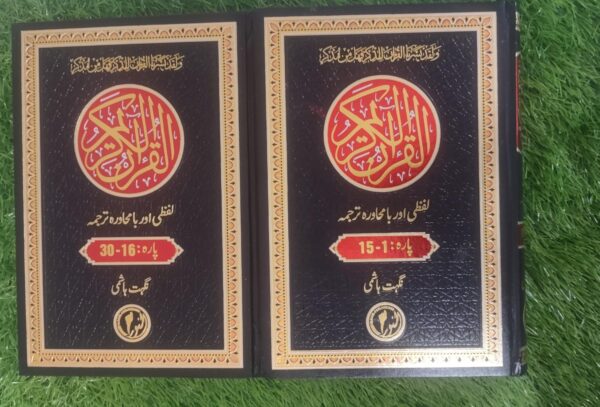 ولقد يسرنا القرآن للذكر فهل من مدكر
القرآن الكريم
لفظی اور بامحاورہ ترجمہ
پارہ: 1-15
نگہت ہاشمی
ولقد يسرنا القرآن للذكر فهل من مدكر
القرآن الكريم
لفظی اور بامحاورہ ترجمہ
پارہ: 16-30
نگہت ہاشمی